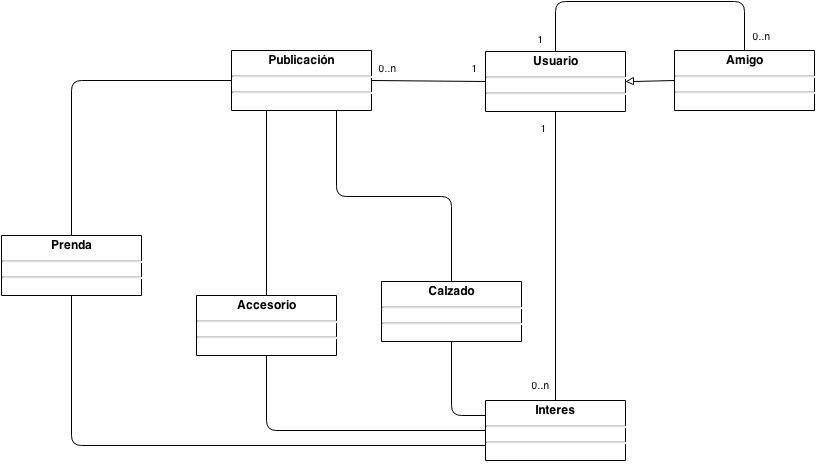 1
0..n
Publicación
0..n
1
Usuario
Amigo
1
Prenda
Accesorio
Calzado
0..n
Interes